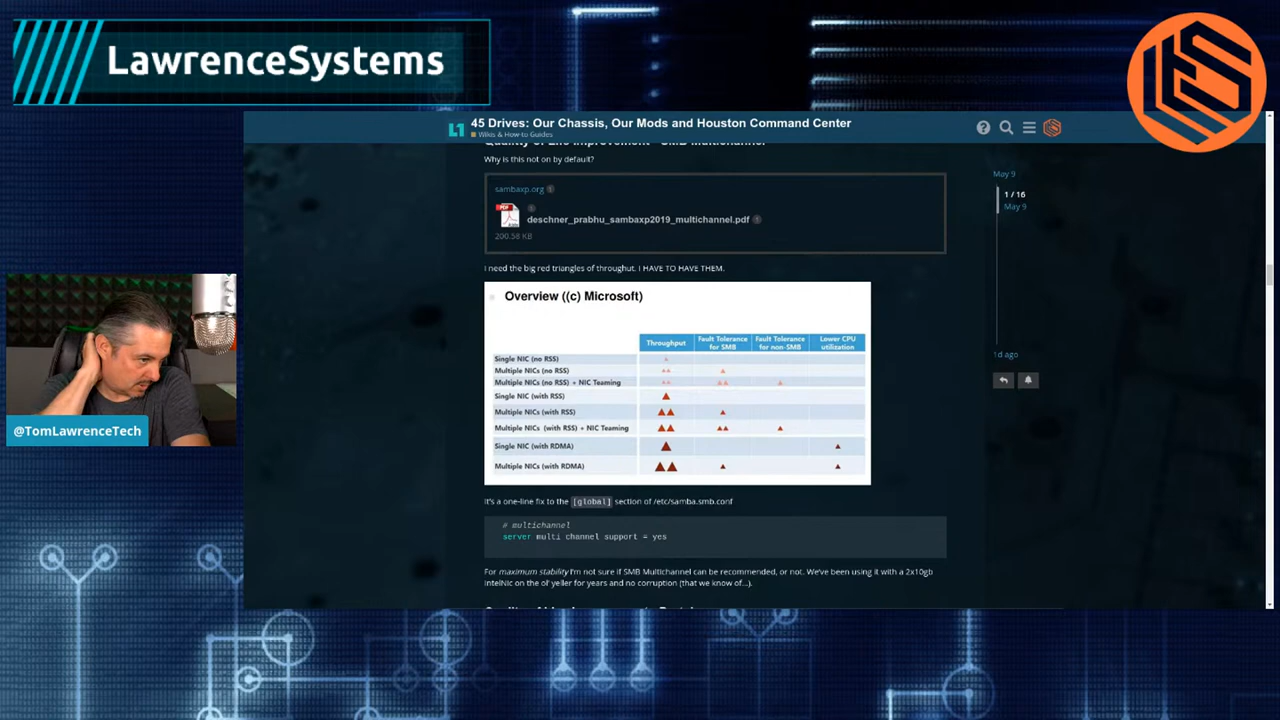 LawrenceSystems
45 Drives: Our Chassis, Our Mods and Houston Command Center
Wikis & How-to Guides
Why is this not on by default?
sambaxp.org 1
1
deschner_prabhu_sambaxp2019_multichannel.pdf 1
200.58 KB
I need the big red triangles of throughut. I HAVE TO HAVE THEM.
Overview ((c) Microsoft)
Throughput Fault Tolerance for SMB Fault Tolerance for non-SMB Lower CPU utilization
Single NIC (no RSS)
Multiple NICs (no RSS)
Multiple NICs (no RSS) + NIC Teaming
Single NIC (with RSS)
Multiple NICs (with RSS)
Multiple NICs (with RSS) + NIC Teaming
Single NIC (with RDMA)
Multiple NICs (with RDMA)
It's a one-line fix to the [global] section of /etc/samba.smb.conf
# multichannel
server multi channel support = yes
For maximum stability I'm not sure if SMB Multichannel can be recommended, or not. We've been using it with a 2x10gb
IntelNic on the ol' yeller for years and no corruption (that we know of...).
May 9
1 / 16
May 9
1d ago
@TomLawrenceTech